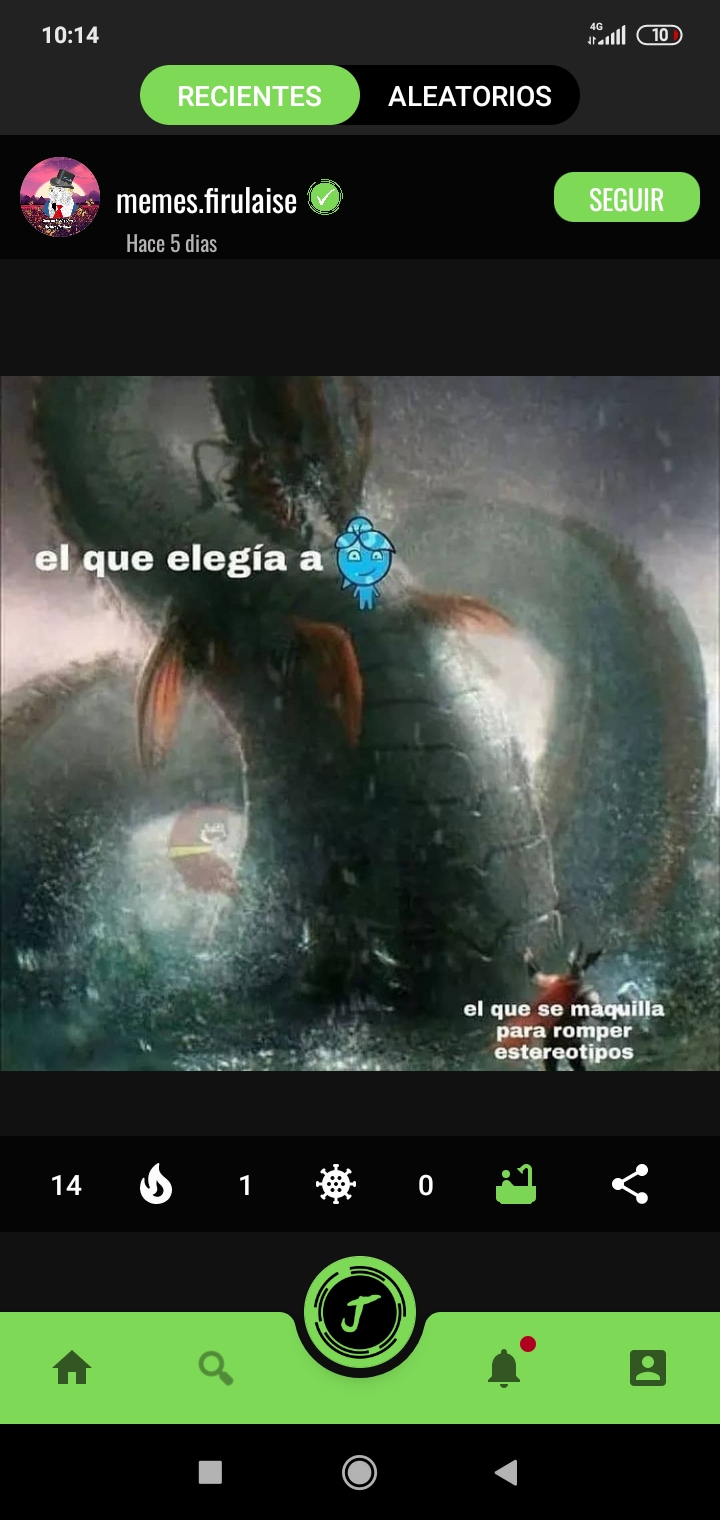 10:14
4G
10
RECIENTES
ALEATORIOS
memes.firulaise
SEGUIR
Hace 5 dias
el que elegía a
el que se maquilla
para romper
estereotipos
14
1
0
J